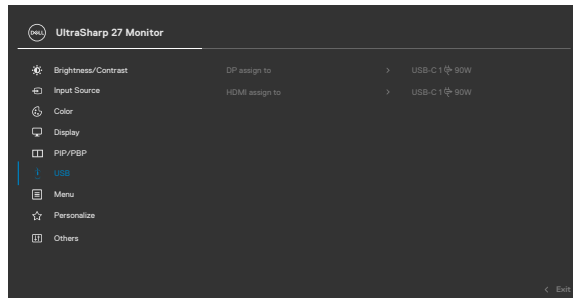 DELL UltraSharp 27 Monitor
Brightness/Contrast
DP assign to > USB-C 1 90W
Input Source
HDMI assign to > USB-C 1 90W
Color
Display
PIP/PBP
USB
Menu
Personalize
Others
< Exit